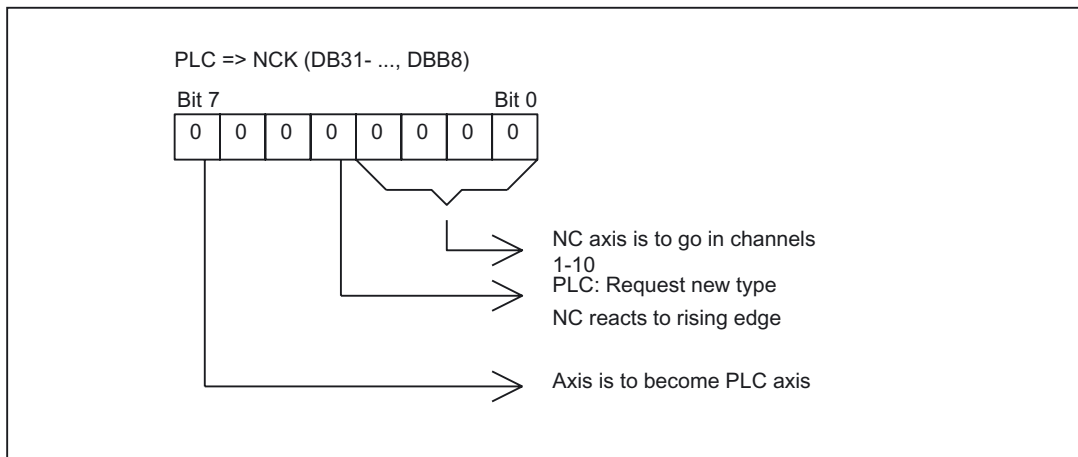 PLC => NCK (DB31- ..., DBB8)
Bit 7 Bit 0
0 0 0 0 0 0 0 0
NC axis is to go in channels
1-10
PLC: Request new type
NC reacts to rising edge
Axis is to become PLC axis